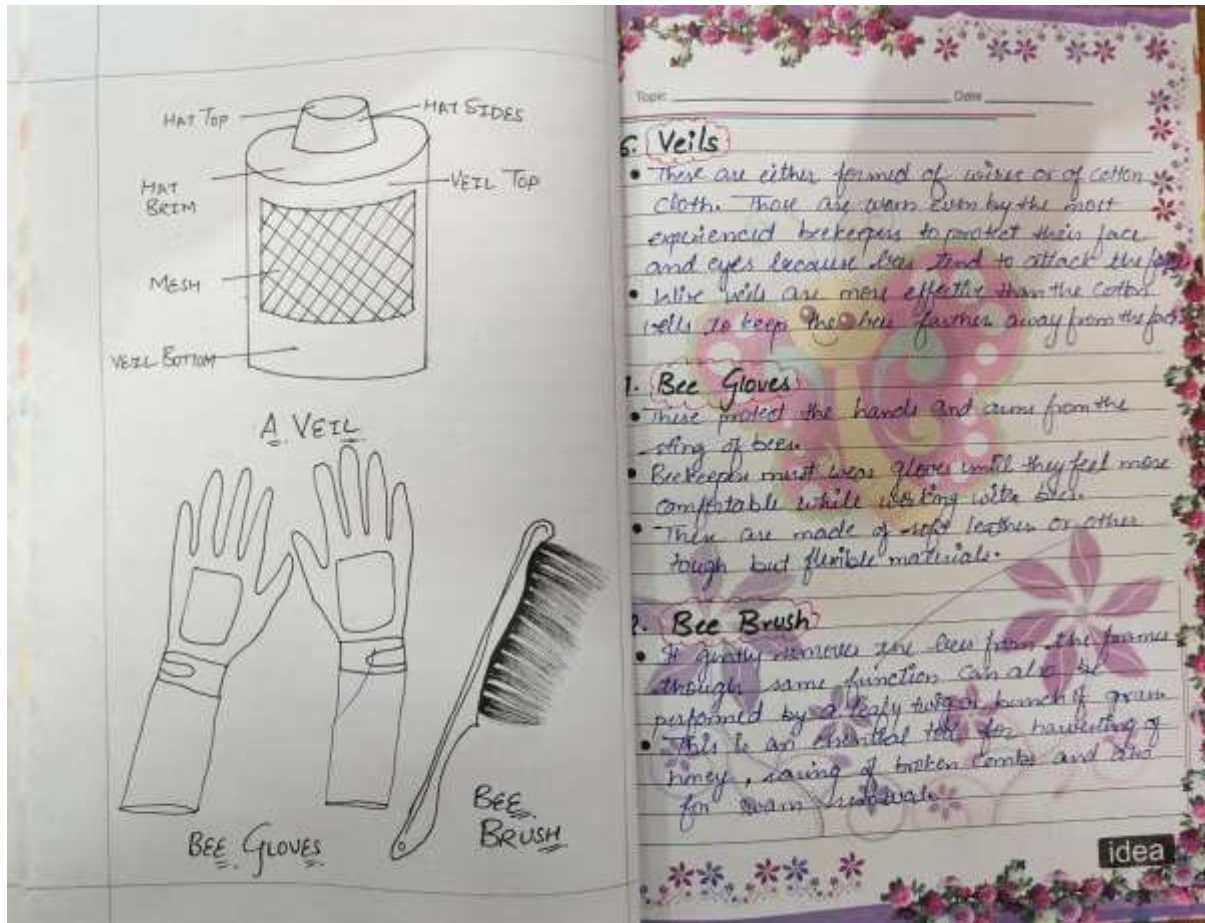 HAT TOP
HAT SIDES
HAT BRIM
VEIL TOP
MESH
VEIL BOTTOM
A VEIL
BEE GLOVES
BEE BRUSH
Topic
Date
Veils
• These are either formed of wires or of cotton
cloth. These are worn even by the most
experienced beekeepers to protect their face
and eyes because bees tend to attack the face
• Wire veils are more effective than the cotton
veils to keep the bees farther away from the face
Bee Gloves
• These protect the hands and arms from the
sting of bees.
• Beekeepers must wear gloves until they feel more
comfortable while working with bees.
• These are made of soft leather or other
tough but flexible materials.
Bee Brush
• It gently removes the bees from the frames
though same function can also be
performed by a leafy twig or bunch of grass.
• This is an essential tool for harvesting of
honey, saving of broken combs and also
for swarm removal.
idea